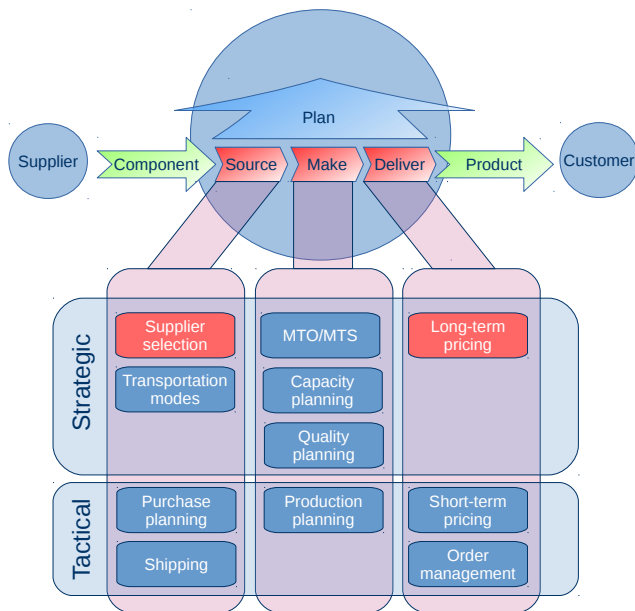 Plan
Supplier
Component
Source
Make
Deliver
Product
Customer
Strategic
Supplier
selection
MTO/MTS
Long-term
pricing
Transportation
modes
Capacity
planning
Quality
planning
Tactical
Purchase
planning
Production
planning
Short-term
pricing
Shipping
Order
management